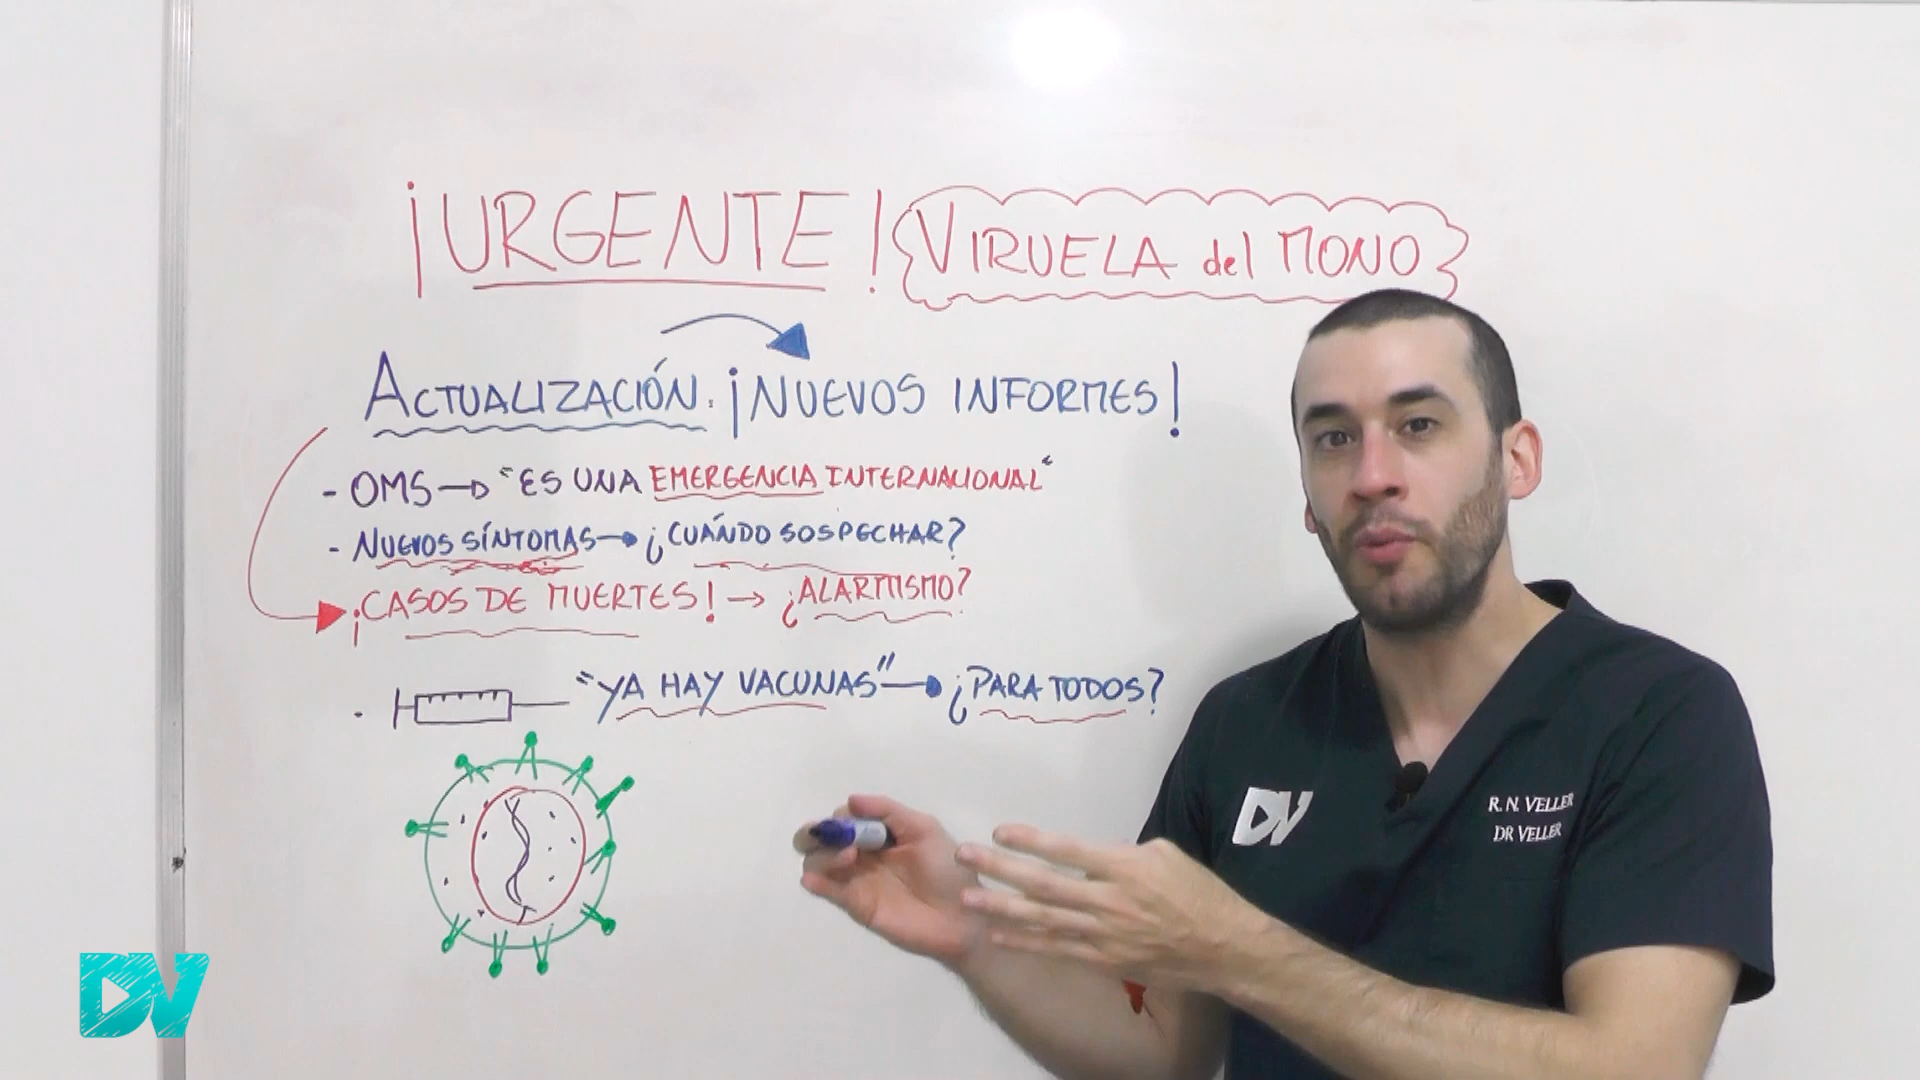 ¡URGENTE! VIRUELA del MONO
ACTUALIZACIÓN. ¡NUEVOS INFORMES!
- OMS → "ES UNA EMERGENCIA INTERNACIONAL"
- NUEVOS SÍNTOMAS → ¿CUÁNDO SOSPECHAR?
¡CASOS DE MUERTES! → ¿ALARMISMO?
- "YA HAY VACUNAS" → ¿PARA TODOS?
DV
R. N. VELLER
DR VELLER
DV